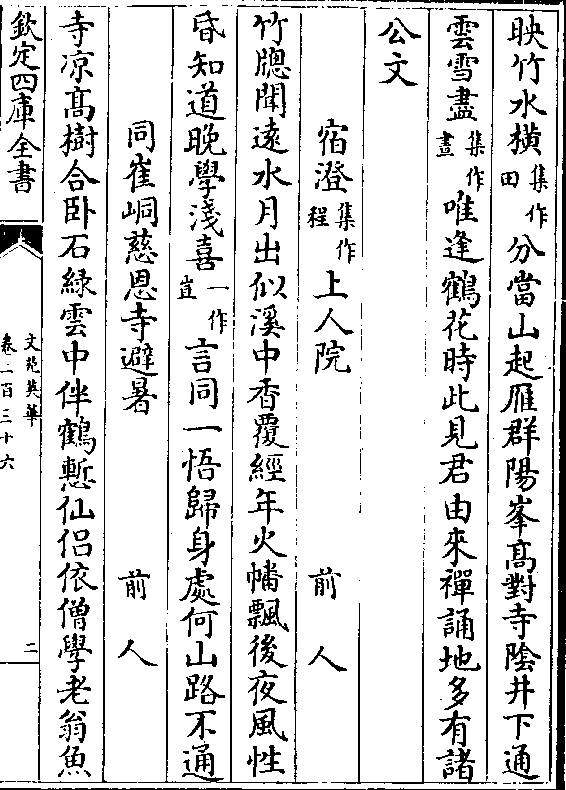 映竹水橫集作田分當山起雁群陽峯髙對寺陰井下通
雲雪盡集作晝唯逢鶴花時此見君由來禪誦地多有諸
公文
宿澄集作程上人院 前人
竹牕聞遠水月出似溪中香覆經年火幡飄後夜風性
昏知道晚學淺喜一作豈言同一悟歸身處何山路不通
同崔峒慈恩寺避暑 前人
寺凉髙樹合卧石緑雲中伴鶴慙仙侣依僧學老翁魚
欽定四庫全書
文苑英華
卷二百三十六
二